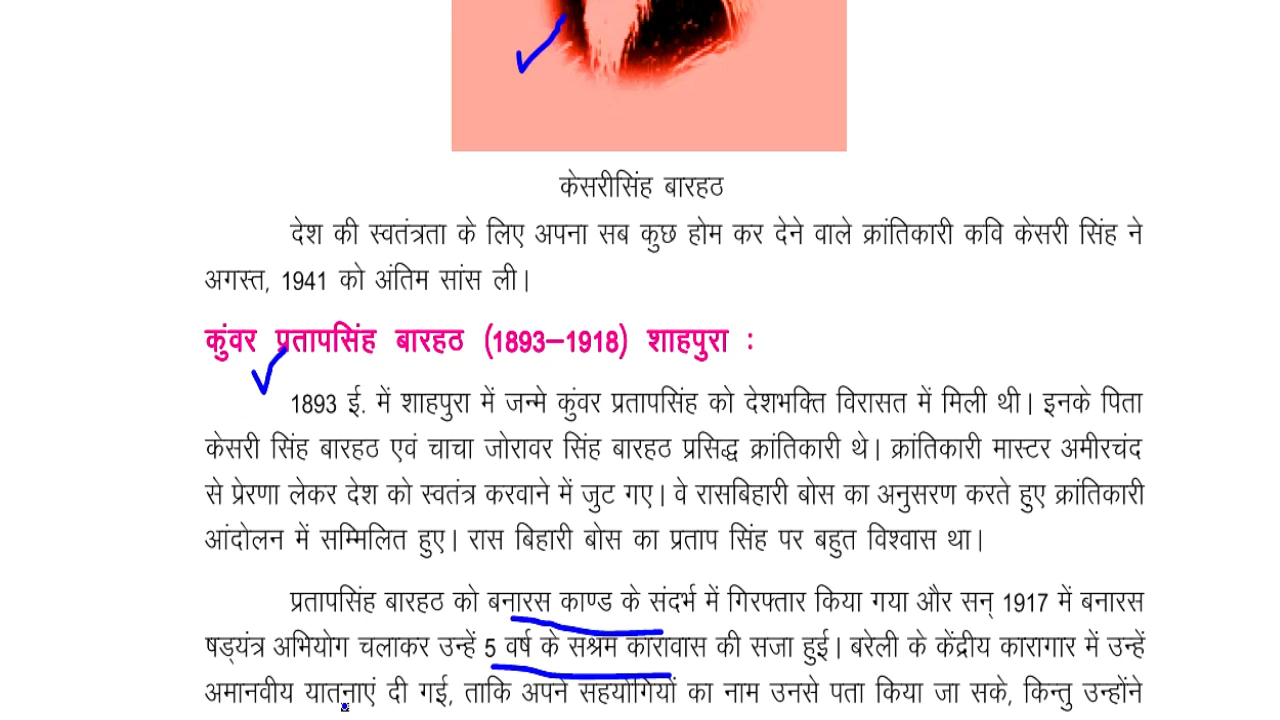 केसरीसिंह बारहठ
देश की स्वतंत्रता के लिए अपना सब कुछ होम कर देने वाले क्रांतिकारी कवि केसरी सिंह ने
अगस्त, 1941 को अंतिम सांस ली।
कुंवर प्रतापसिंह बारहठ (1893–1918) शाहपुरा :
1893 ई. में शाहपुरा में जन्मे कुंवर प्रतापसिंह को देशभक्ति विरासत में मिली थी। इनके पिता
केसरी सिंह बारहठ एवं चाचा जोरावर सिंह बारहठ प्रसिद्ध क्रांतिकारी थे। क्रांतिकारी मास्टर अमीरचंद
से प्रेरणा लेकर देश को स्वतंत्र करवाने में जुट गए। वे रासबिहारी बोस का अनुसरण करते हुए क्रांतिकारी
आंदोलन में सम्मिलित हुए। रास बिहारी बोस का प्रताप सिंह पर बहुत विश्वास था।
प्रतापसिंह बारहठ को बनारस काण्ड के संदर्भ में गिरफ्तार किया गया और सन् 1917 में बनारस
षड्यंत्र अभियोग चलाकर उन्हें 5 वर्ष के सश्रम कारावास की सजा हुई। बरेली के केंद्रीय कारागार में उन्हें
अमानवीय यातनाएं दी गई, ताकि अपने सहयोगियों का नाम उनसे पता किया जा सके, किन्तु उन्होंने